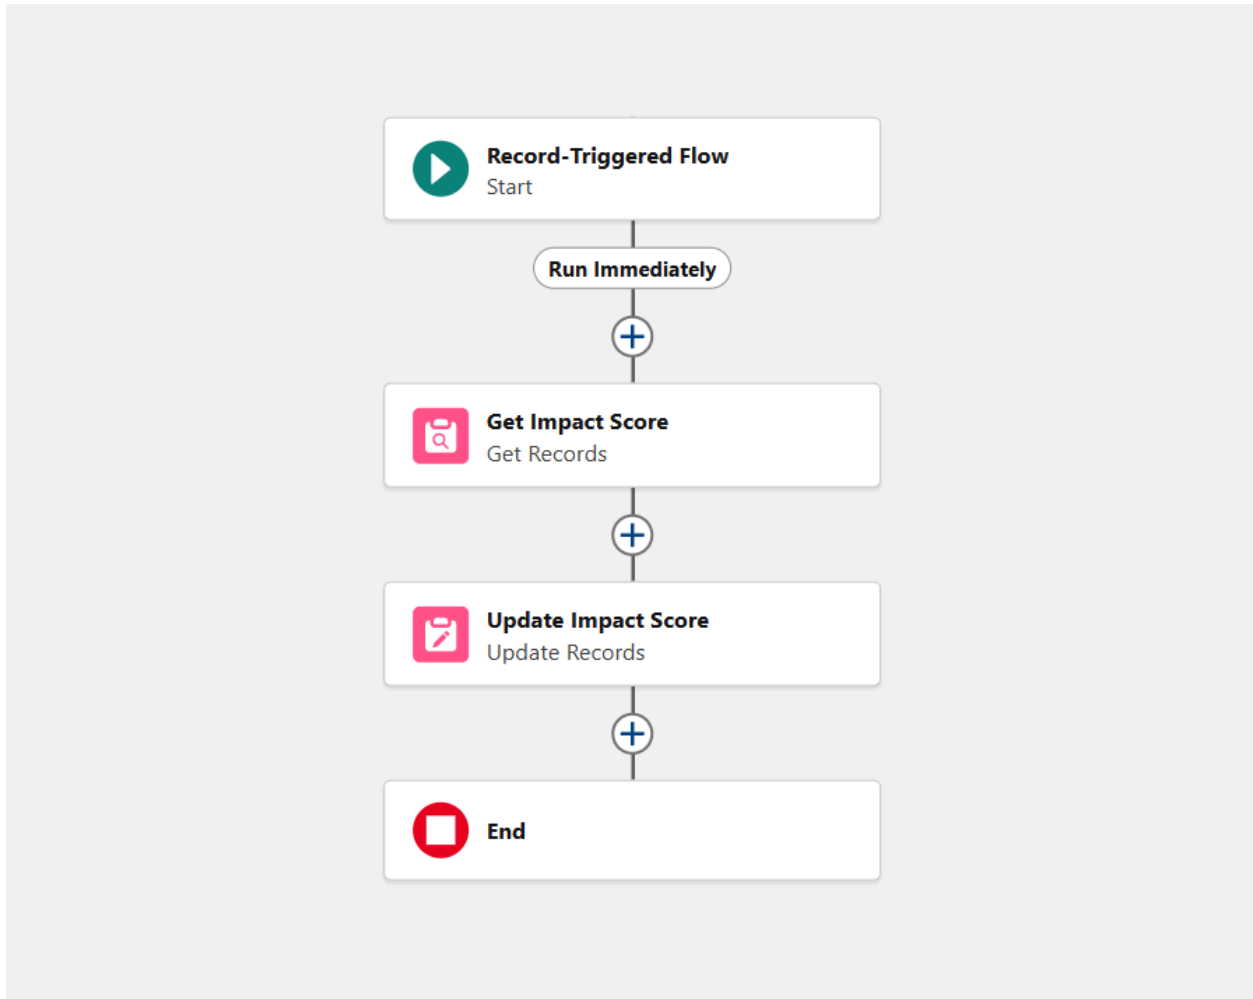 Record-Triggered Flow
Start
Run Immediately
Get Impact Score
Get Records
Update Impact Score
Update Records
End